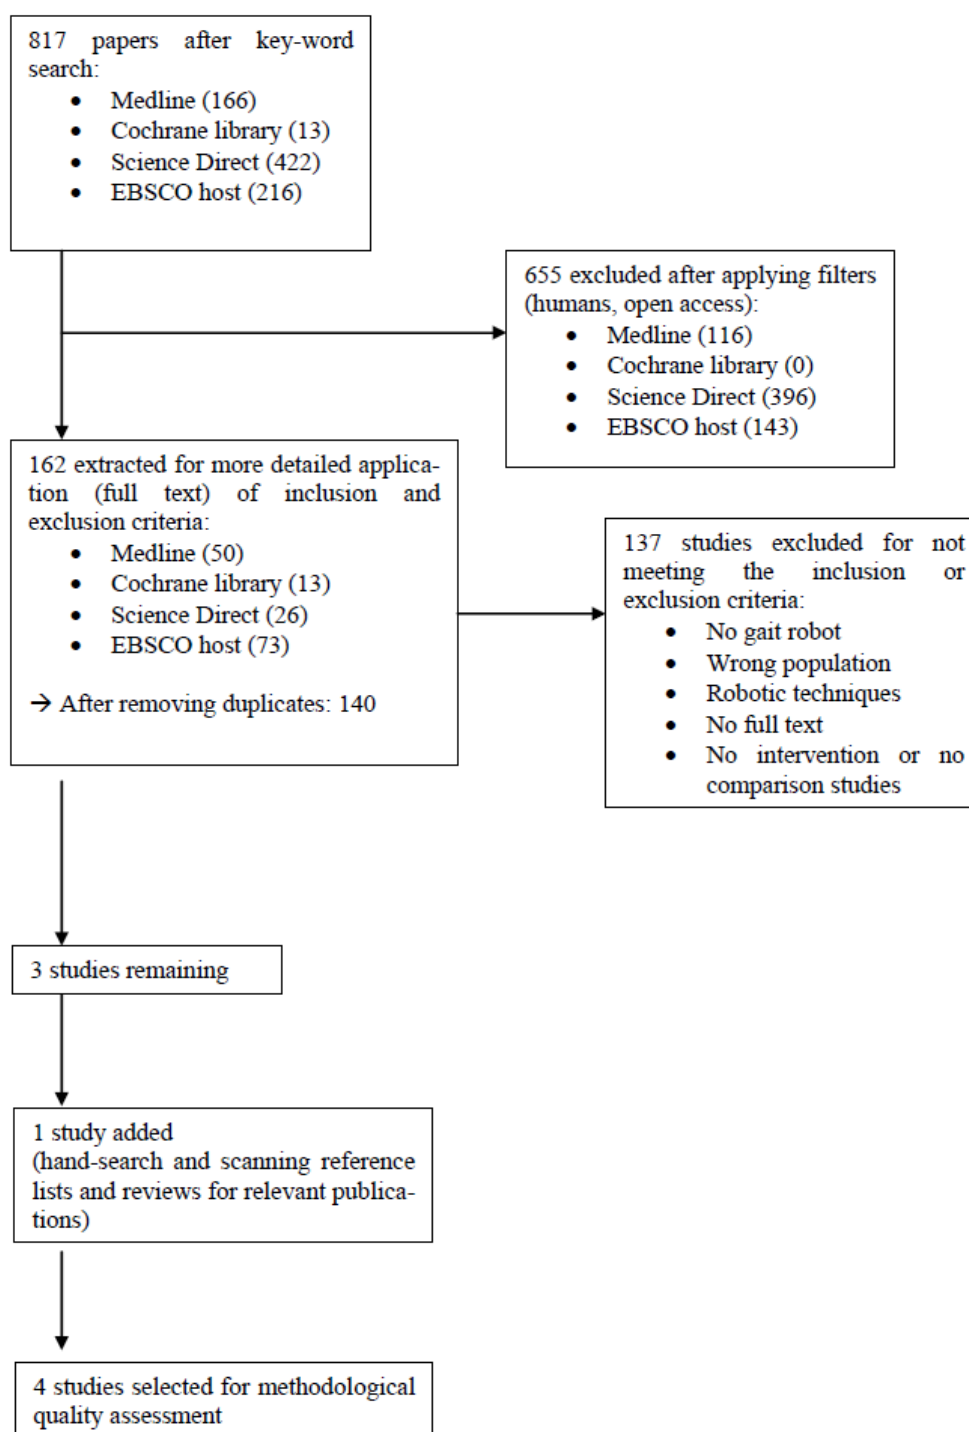 817 papers after key-word
search:
• Medline (166)
• Cochrane library (13)
• Science Direct (422)
• EBSCO host (216)
655 excluded after applying filters
(humans, open access):
• Medline (116)
• Cochrane library (0)
• Science Direct (396)
• EBSCO host (143)
162 extracted for more detailed applica-
tion (full text) of inclusion and
exclusion criteria:
• Medline (50)
• Cochrane library (13)
• Science Direct (26)
• EBSCO host (73)
→ After removing duplicates: 140
137 studies excluded for not
meeting the inclusion or
exclusion criteria:
• No gait robot
• Wrong population
• Robotic techniques
• No full text
• No intervention or no
comparison studies
3 studies remaining
1 study added
(hand-search and scanning reference
lists and reviews for relevant publica-
tions)
4 studies selected for methodological
quality assessment